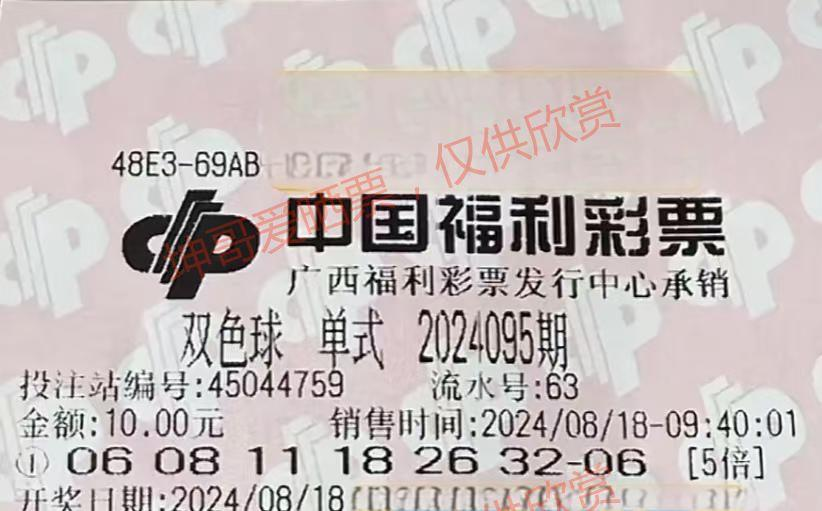 48E3-69AB
中国福利彩票
广西福利彩票发行中心承销
双色球 单式 2024095期
投注站编号:45044759 流水号:63
金额:10.00元 销售时间:2024/08/18-09:40:01
① 06 08 11 18 26 32-06 [5倍]
开奖日期:2024/08/18
坤哥爱晒票，仅供欣赏